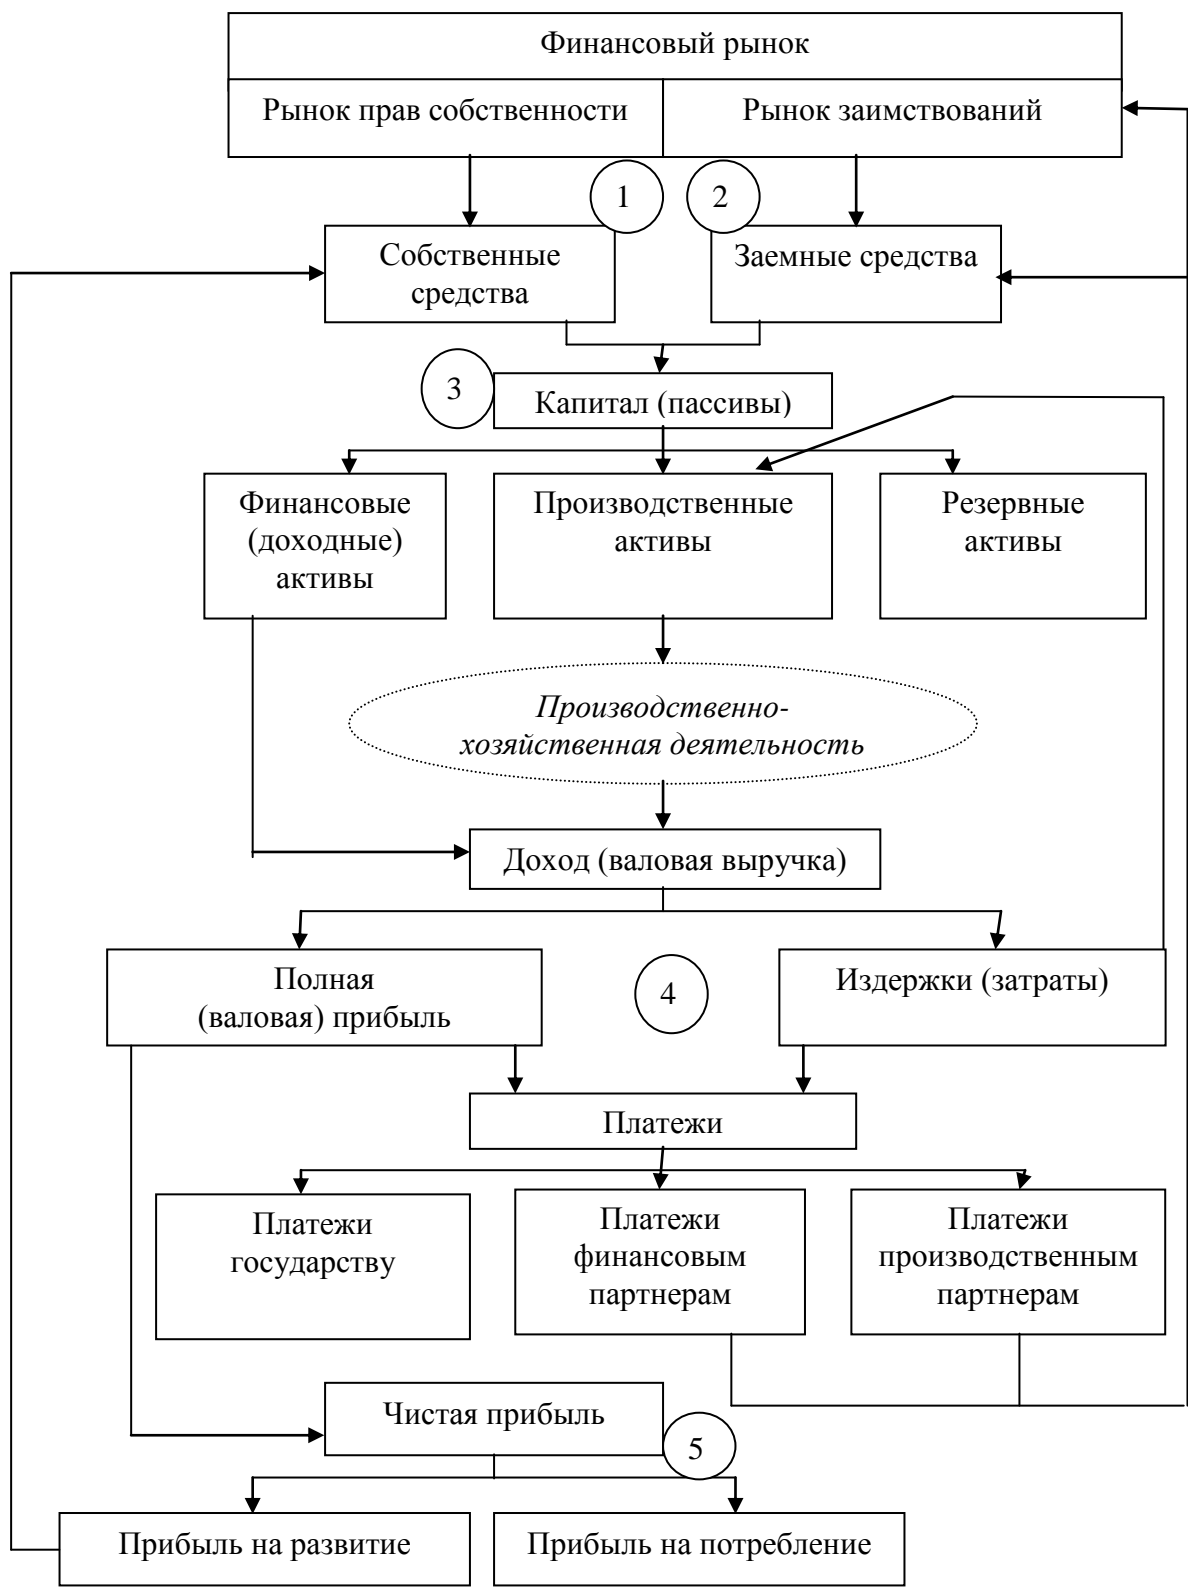 Финансовый рынок
Рынок прав собственности
Рынок заимствований
1
2
Собственные
средства
Заемные средства
3
Капитал (пассивы)
Финансовые
(доходные)
активы
Производственные
активы
Резервные
активы
Производственно-
хозяйственная деятельность
Доход (валовая выручка)
Полная
(валовая) прибыль
4
Издержки (затраты)
Платежи
Платежи
государству
Платежи
финансовым
партнерам
Платежи
производственным
партнерам
Чистая прибыль
5
Прибыль на развитие
Прибыль на потребление